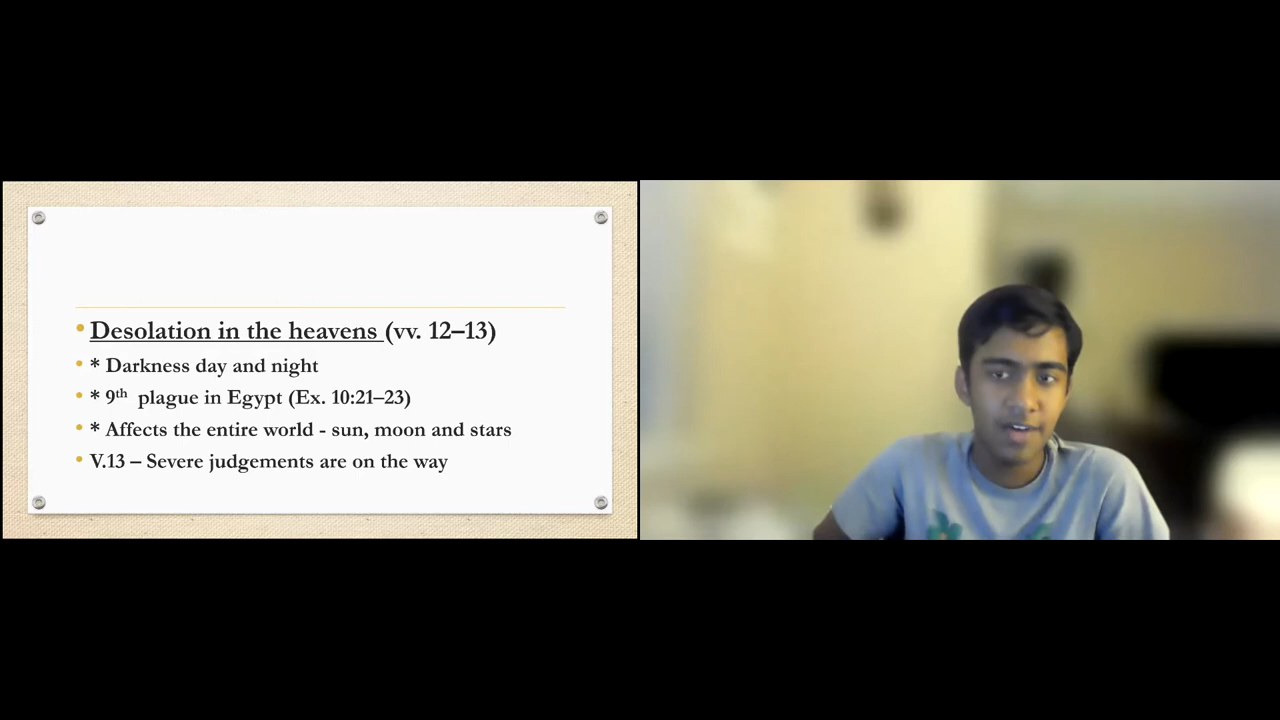 Desolation in the heavens (vv. 12–13)
* Darkness day and night
* 9th plague in Egypt (Ex. 10:21–23)
* Affects the entire world - sun, moon and stars
V.13 – Severe judgements are on the way